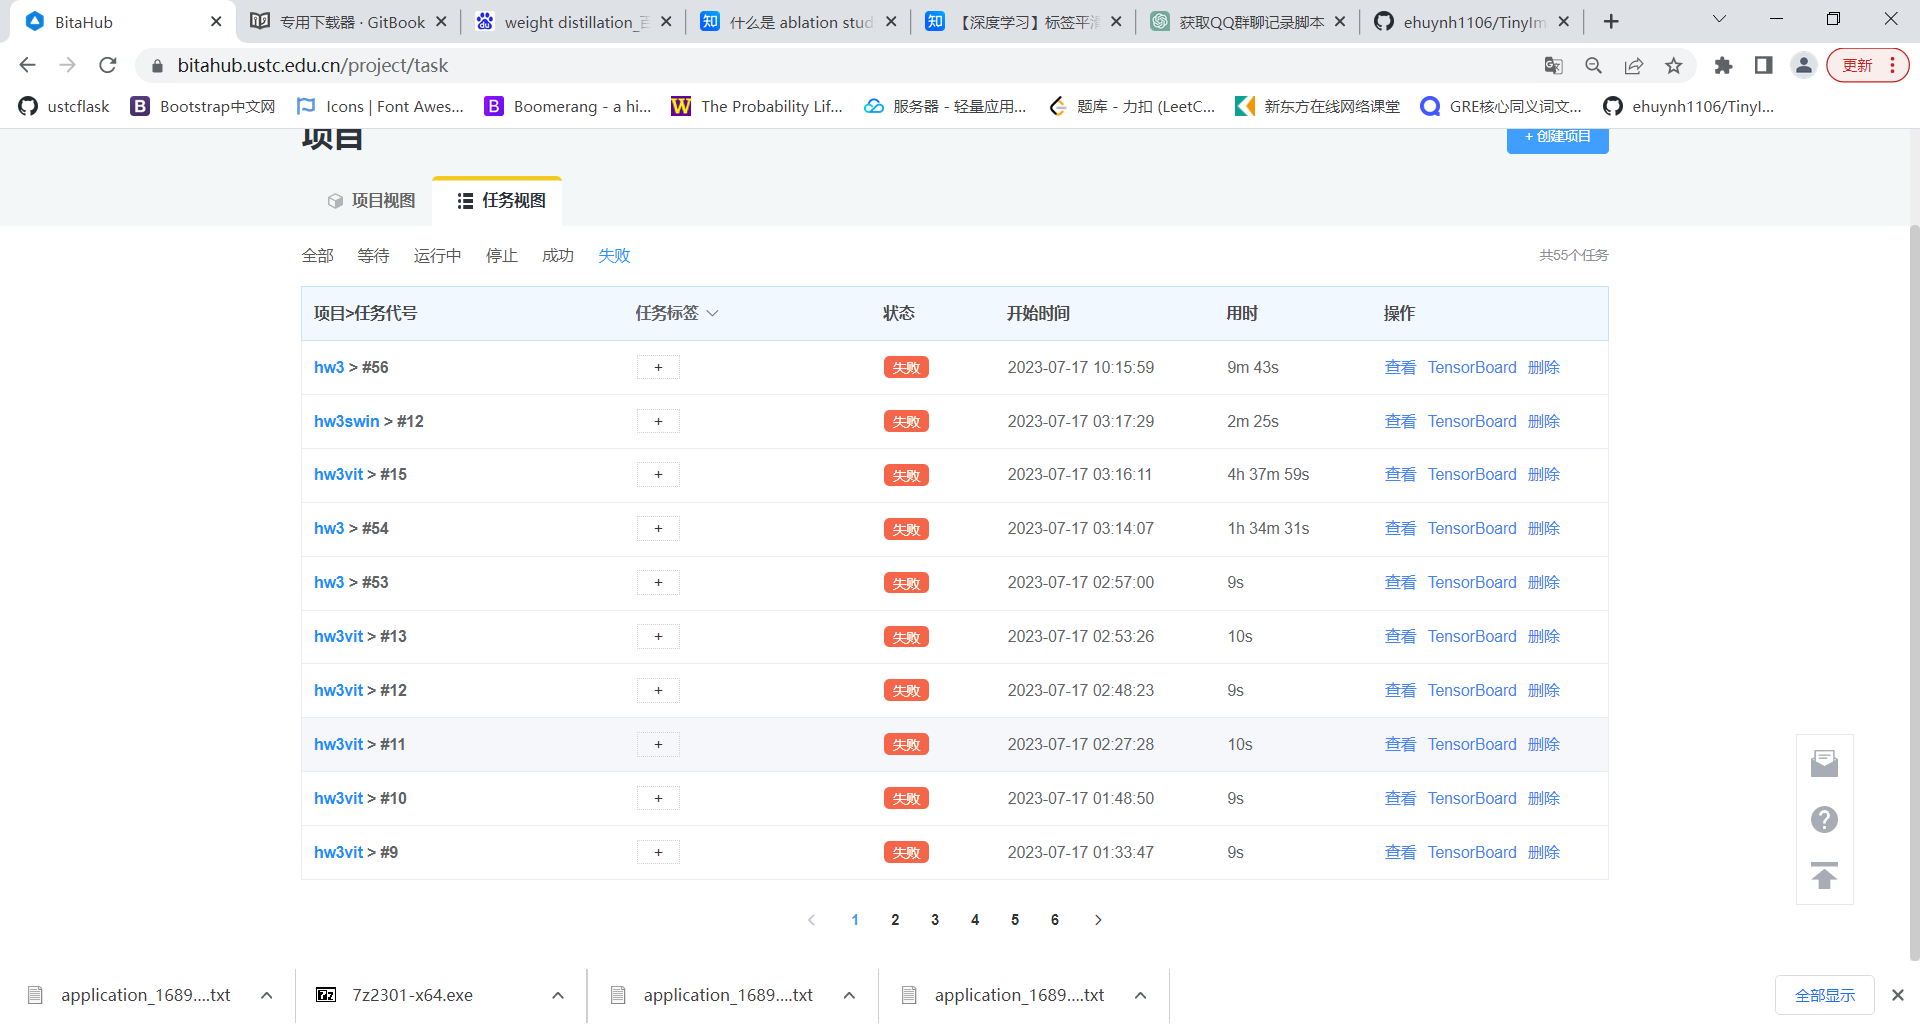 BitaHub
专用下载器 · GitBook
weight distillation_百
什么是 ablation stud
【深度学习】标签平滑
获取QQ群聊记录脚本
ehuynh1106/TinyIm
bitahub.ustc.edu.cn/project/task
更新
ustcflask
Bootstrap中文网
Icons | Font Awes...
Boomerang - a hi...
The Probability Lif...
服务器 - 轻量应用...
题库 - 力扣 (LeetC...
新东方在线网络课堂
GRE核心同义词文...
ehuynh1106/TinyI...
项目
+ 创建项目
项目视图
任务视图
全部 等待 运行中 停止 成功 失败
共55个任务
项目>任务代号 任务标签 状态 开始时间 用时 操作
hw3 > #56 + 失败 2023-07-17 10:15:59 9m 43s 查看 TensorBoard 删除
hw3swin > #12 + 失败 2023-07-17 03:17:29 2m 25s 查看 TensorBoard 删除
hw3vit > #15 + 失败 2023-07-17 03:16:11 4h 37m 59s 查看 TensorBoard 删除
hw3 > #54 + 失败 2023-07-17 03:14:07 1h 34m 31s 查看 TensorBoard 删除
hw3 > #53 + 失败 2023-07-17 02:57:00 9s 查看 TensorBoard 删除
hw3vit > #13 + 失败 2023-07-17 02:53:26 10s 查看 TensorBoard 删除
hw3vit > #12 + 失败 2023-07-17 02:48:23 9s 查看 TensorBoard 删除
hw3vit > #11 + 失败 2023-07-17 02:27:28 10s 查看 TensorBoard 删除
hw3vit > #10 + 失败 2023-07-17 01:48:50 9s 查看 TensorBoard 删除
hw3vit > #9 + 失败 2023-07-17 01:33:47 9s 查看 TensorBoard 删除
< 1 2 3 4 5 6 >
application_1689....txt
7z2301-x64.exe
application_1689....txt
application_1689....txt
全部显示